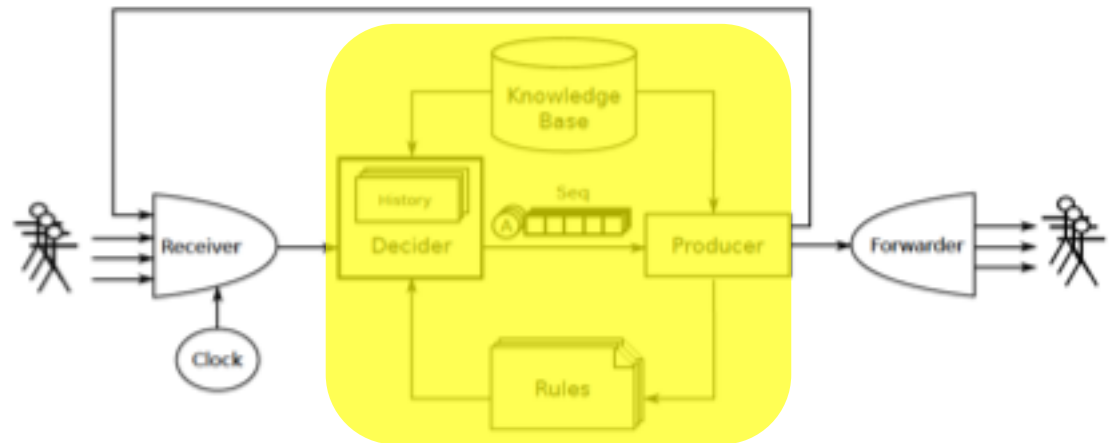 Knowledge
Base
History
Seq
A
Receiver
Decider
Producer
Forwarder
Clock
Rules